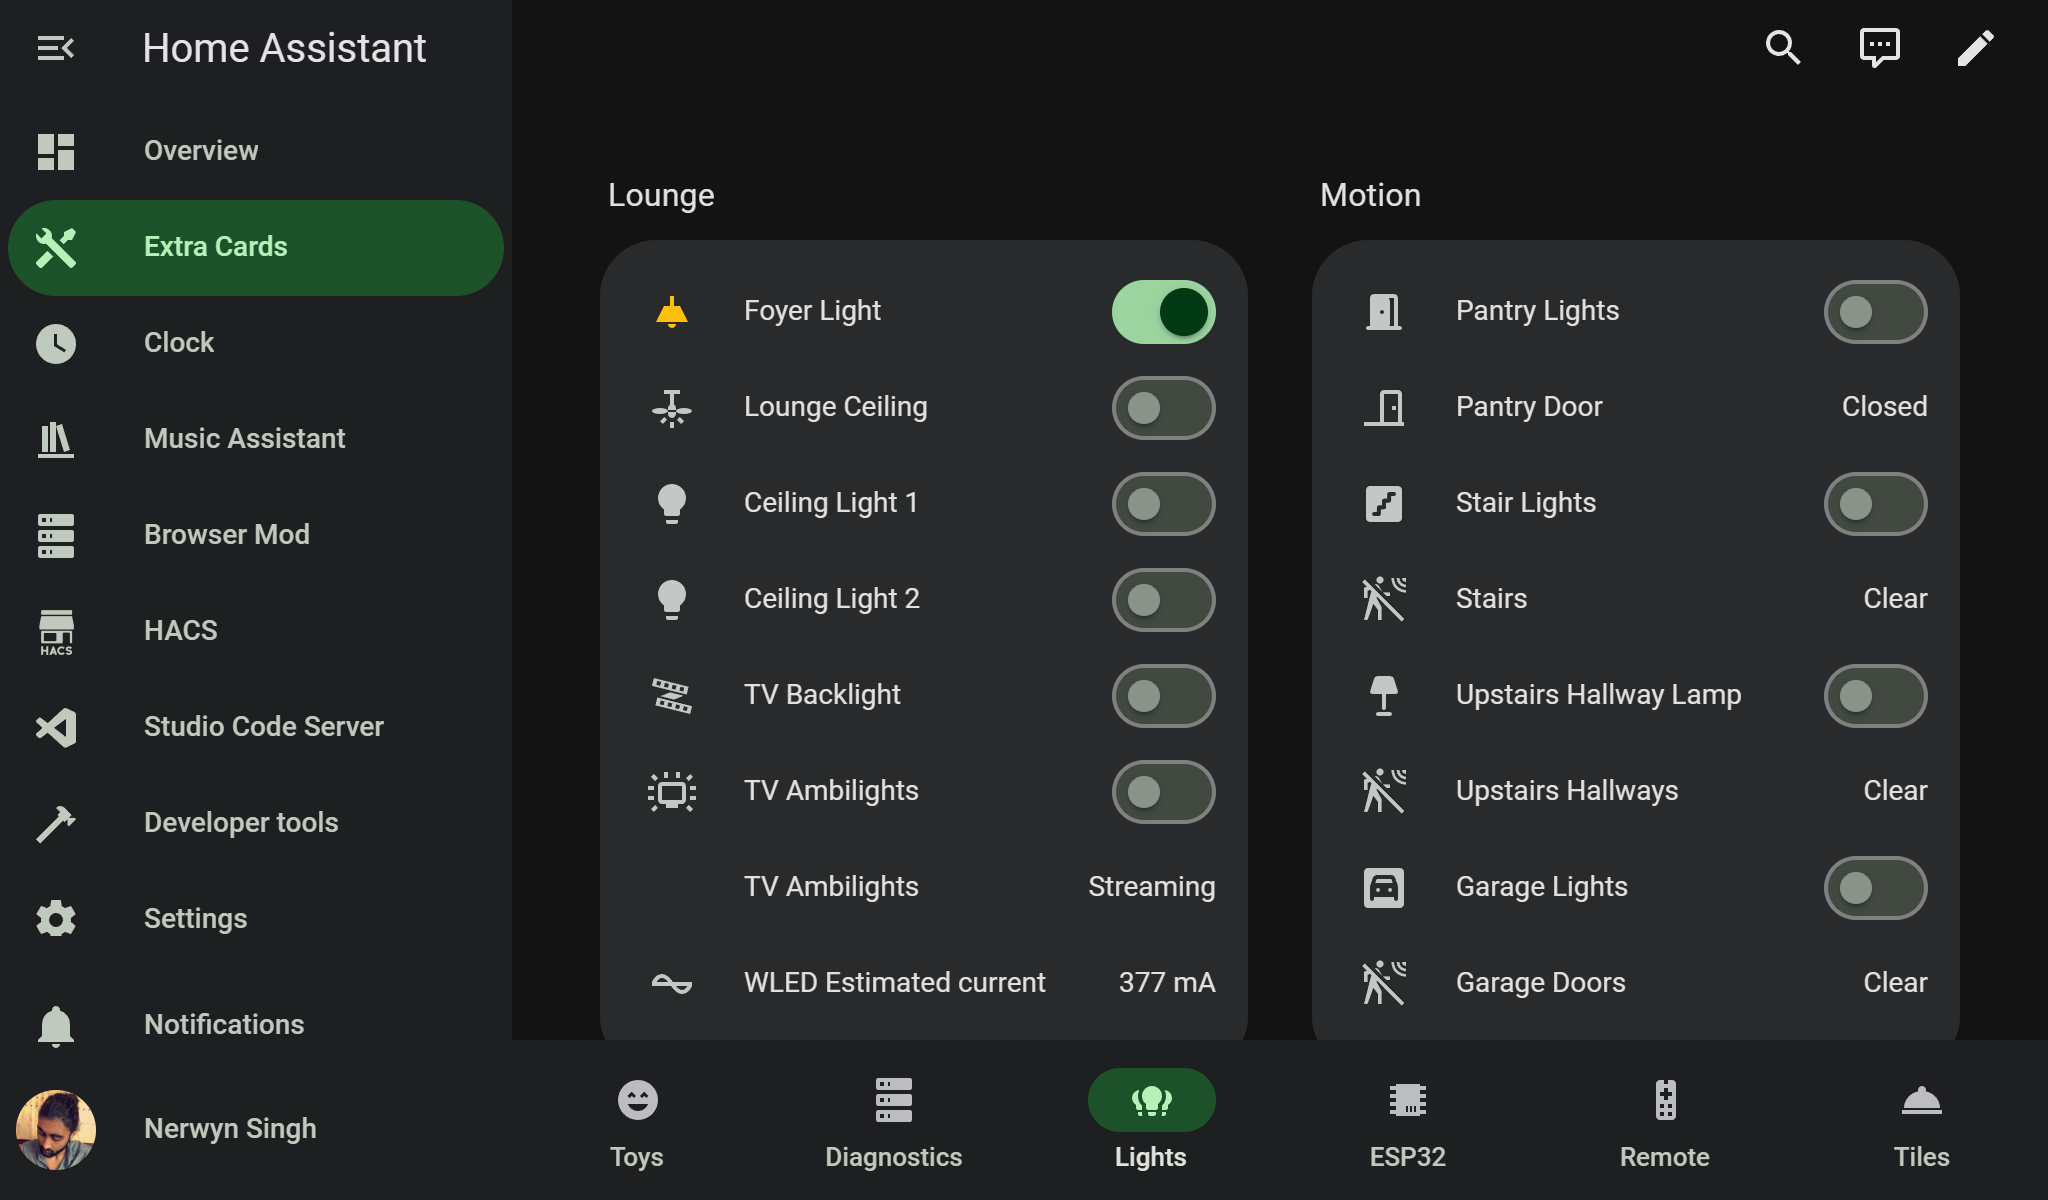 Home Assistant
Overview
Extra Cards
Clock
Music Assistant
Browser Mod
HACS
HACS
Studio Code Server
Developer tools
Settings
Notifications
Nerwyn Singh
Lounge
Foyer Light
Lounge Ceiling
Ceiling Light 1
Ceiling Light 2
TV Backlight
TV Ambilights
TV Ambilights Streaming
WLED Estimated current 377 mA
Motion
Pantry Lights
Pantry Door Closed
Stair Lights
Stairs Clear
Upstairs Hallway Lamp
Upstairs Hallways Clear
Garage Lights
Garage Doors Clear
Toys
Diagnostics
Lights
ESP32
Remote
Tiles